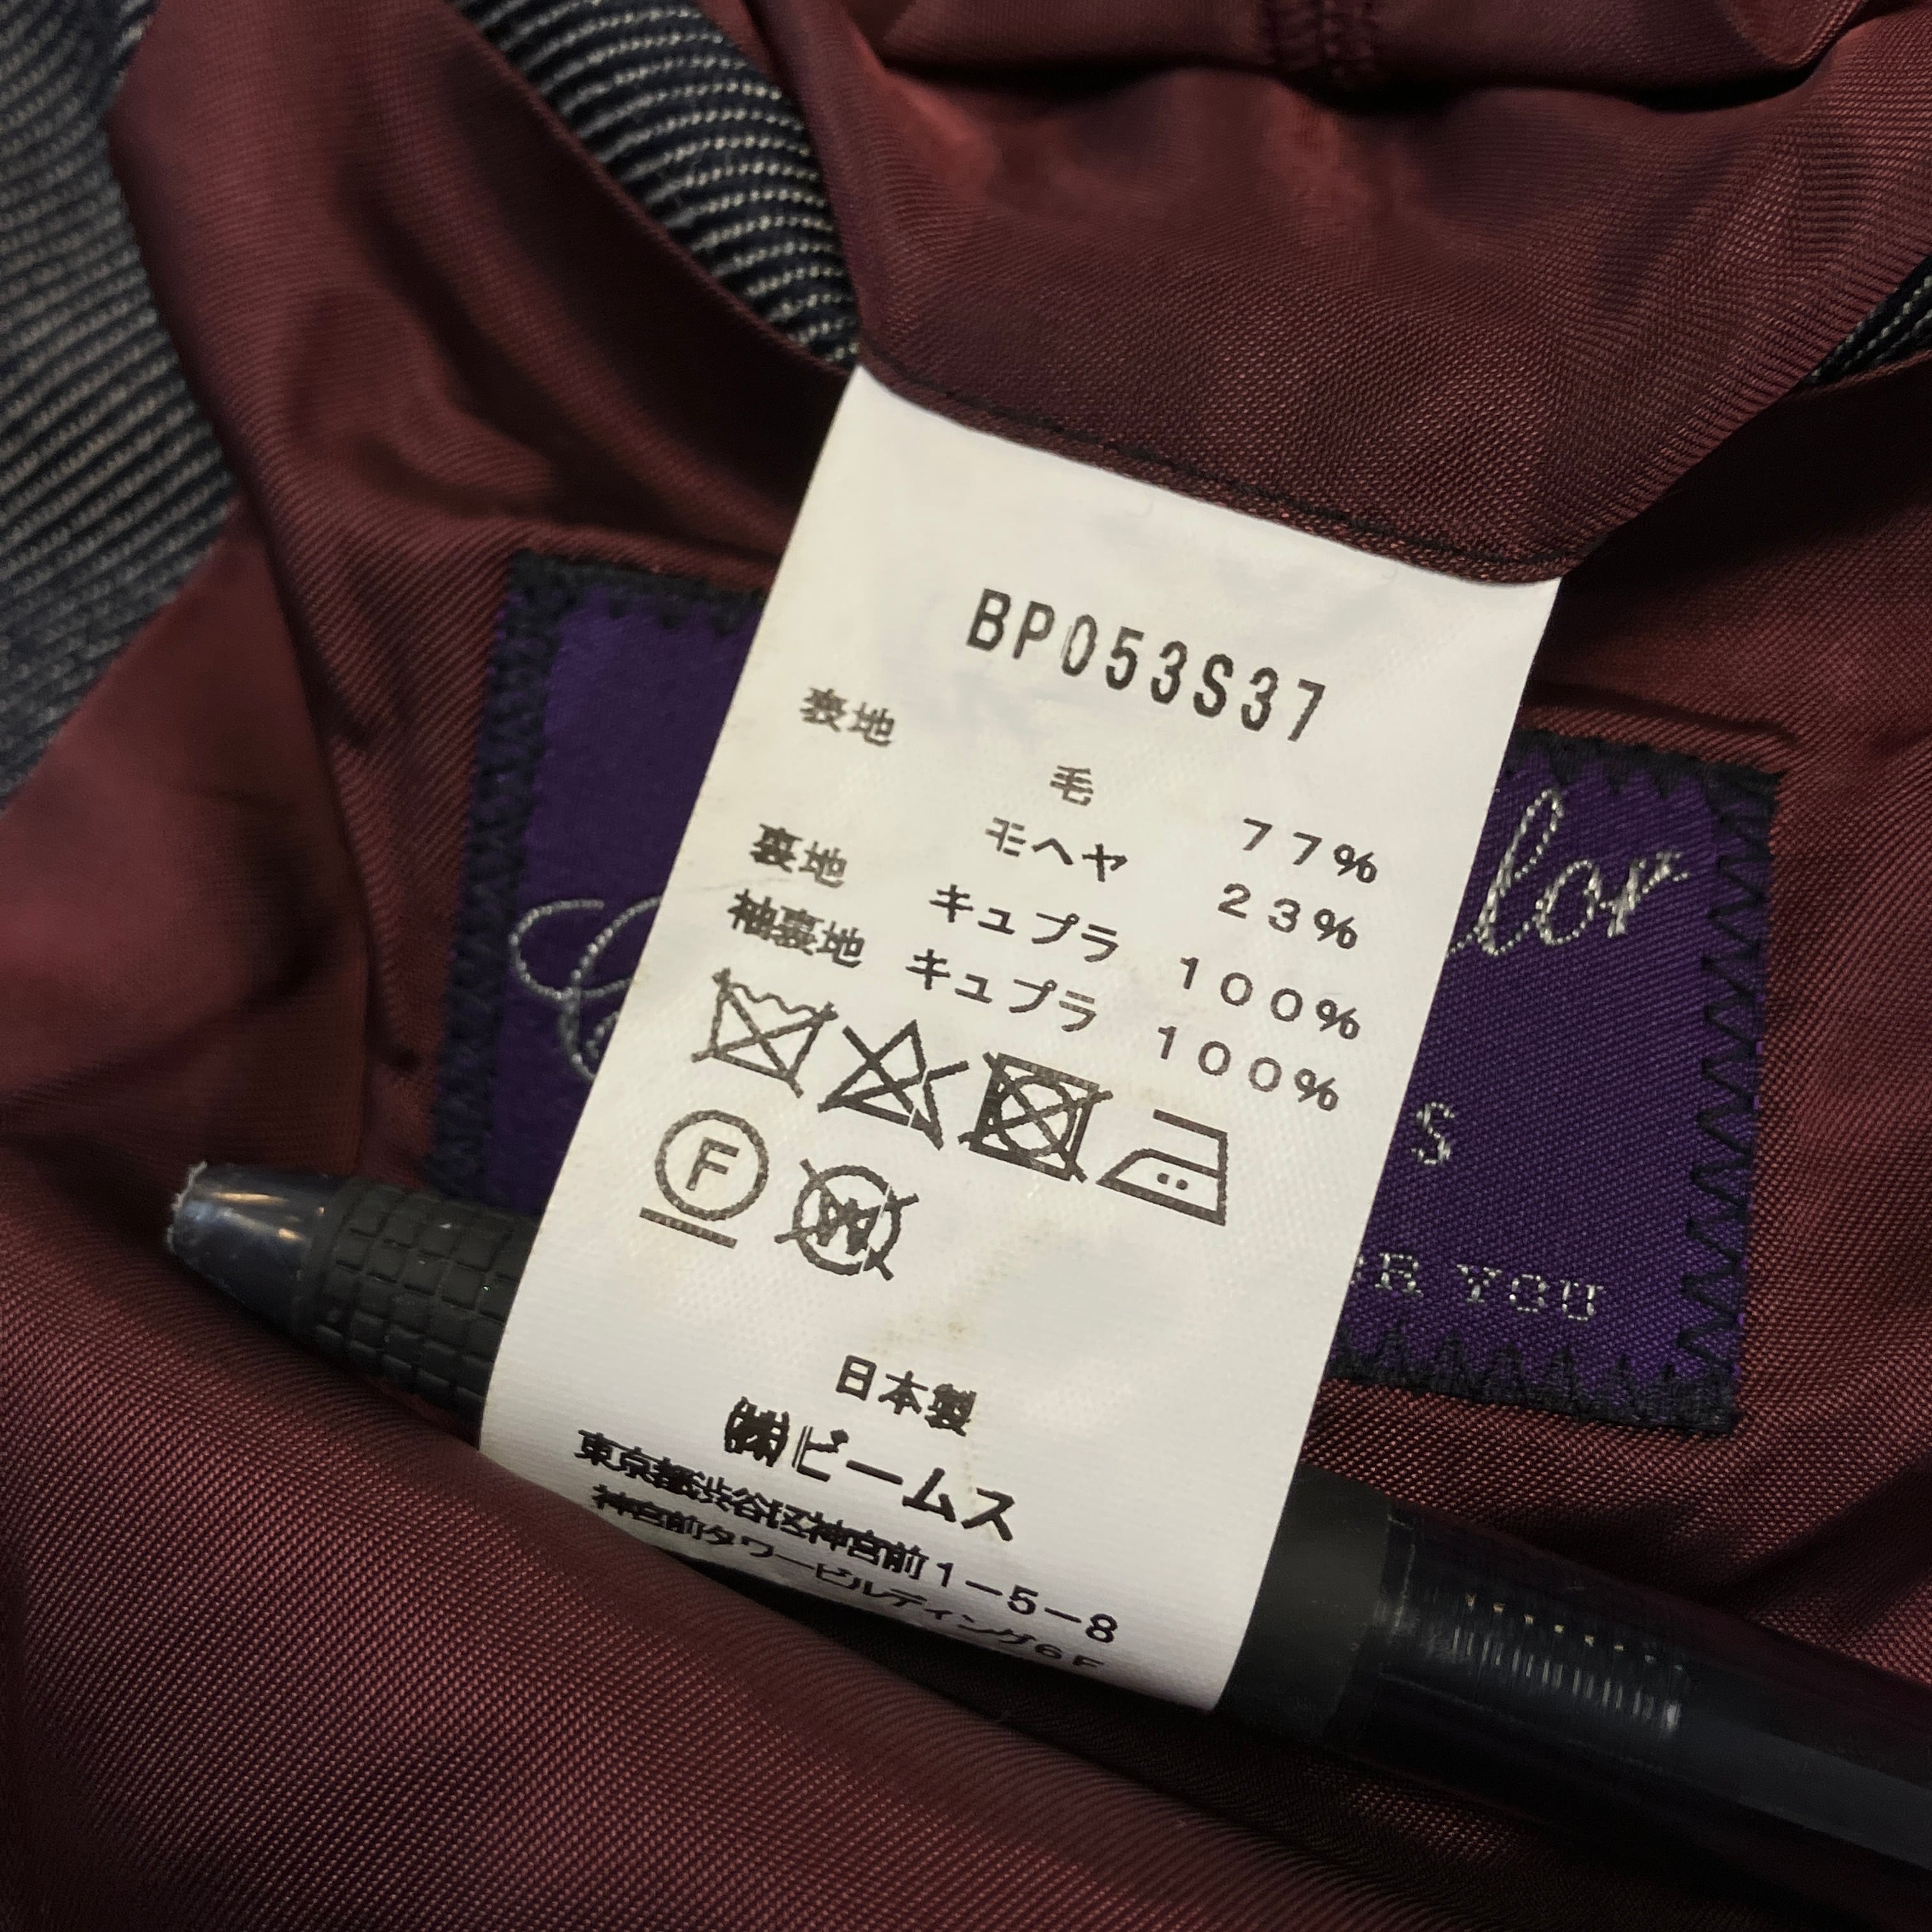 BP053S37
表地
毛 77%
モヘヤ 23%
裏地 キュプラ 100%
袖裏地 キュプラ 100%
F
W
日本製
㈱ビームス
東京都渋谷区神宮前1-5-8
神宮前タワービルディング6F
S
YOU